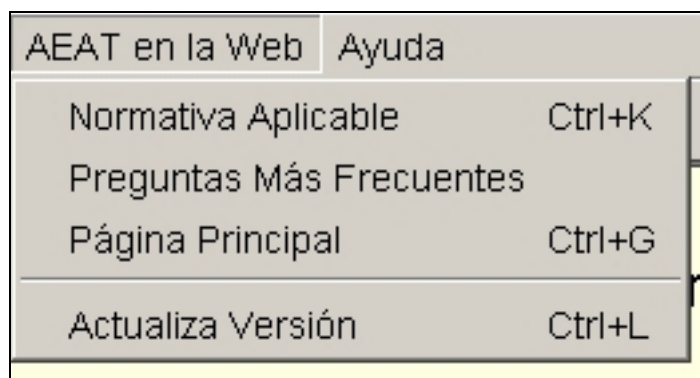 AEAT en la Web Ayuda
Normativa Aplicable Ctrl+K
Preguntas Más Frecuentes
Página Principal Ctrl+G
Actualiza Versión Ctrl+L